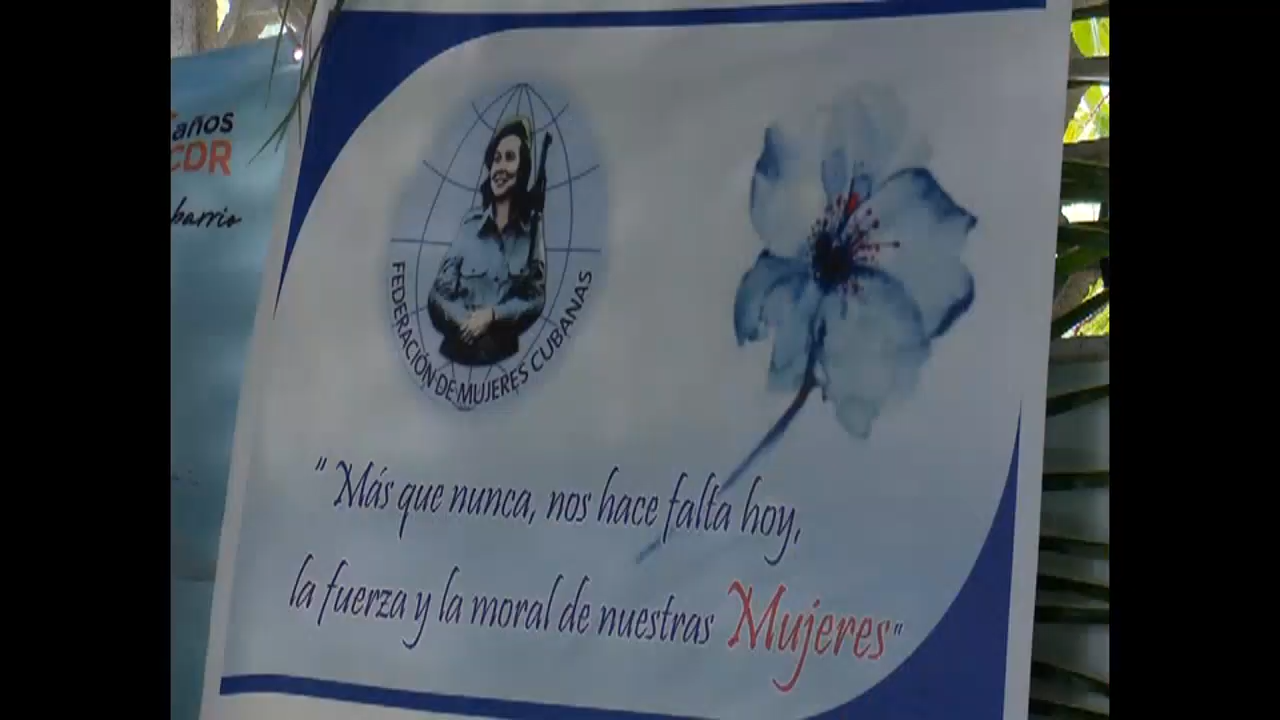 años
CDR
barrio
FEDERACIÓN DE MUJERES CUBANAS
" Más que nunca, nos hace falta hoy,
la fuerza y la moral de nuestras Mujeres"